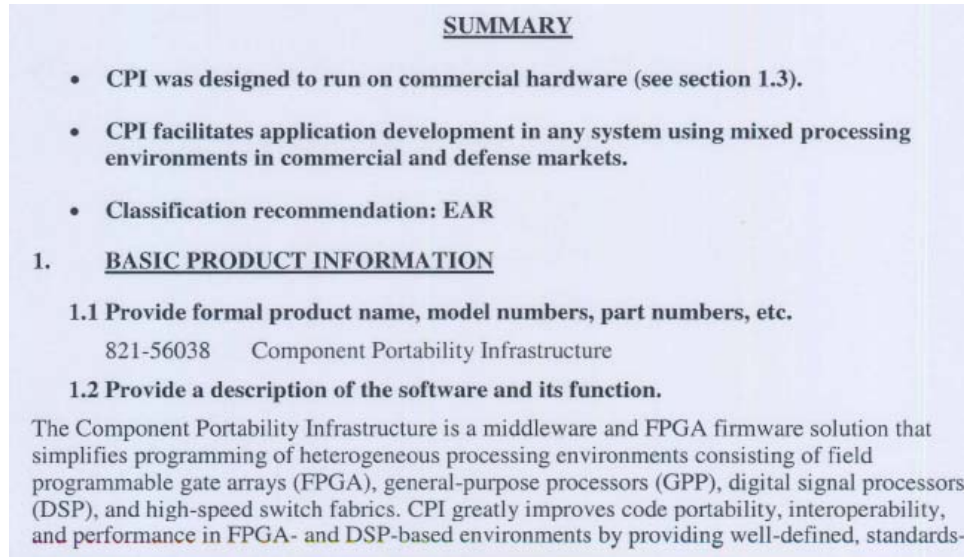 SUMMARY
• CPI was designed to run on commercial hardware (see section 1.3).
• CPI facilitates application development in any system using mixed processing
environments in commercial and defense markets.
• Classification recommendation: EAR
1. BASIC PRODUCT INFORMATION
1.1 Provide formal product name, model numbers, part numbers, etc.
821-56038 Component Portability Infrastructure
1.2 Provide a description of the software and its function.
The Component Portability Infrastructure is a middleware and FPGA firmware solution that
simplifies programming of heterogeneous processing environments consisting of field
programmable gate arrays (FPGA), general-purpose processors (GPP), digital signal processors
(DSP), and high-speed switch fabrics. CPI greatly improves code portability, interoperability,
and performance in FPGA- and DSP-based environments by providing well-defined, standards-